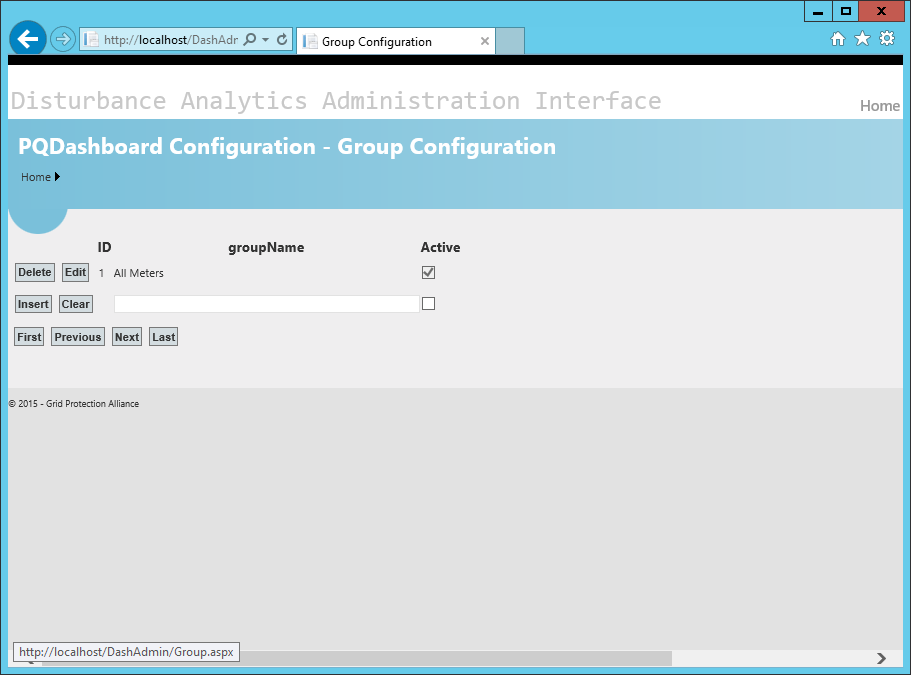 http://localhost/DashAdr
Group Configuration
Disturbance Analytics Administration Interface
Home
PQDashboard Configuration - Group Configuration
Home
ID groupName Active
Delete Edit 1 All Meters
Insert Clear
First Previous Next Last
© 2015 - Grid Protection Alliance
http://localhost/DashAdmin/Group.aspx